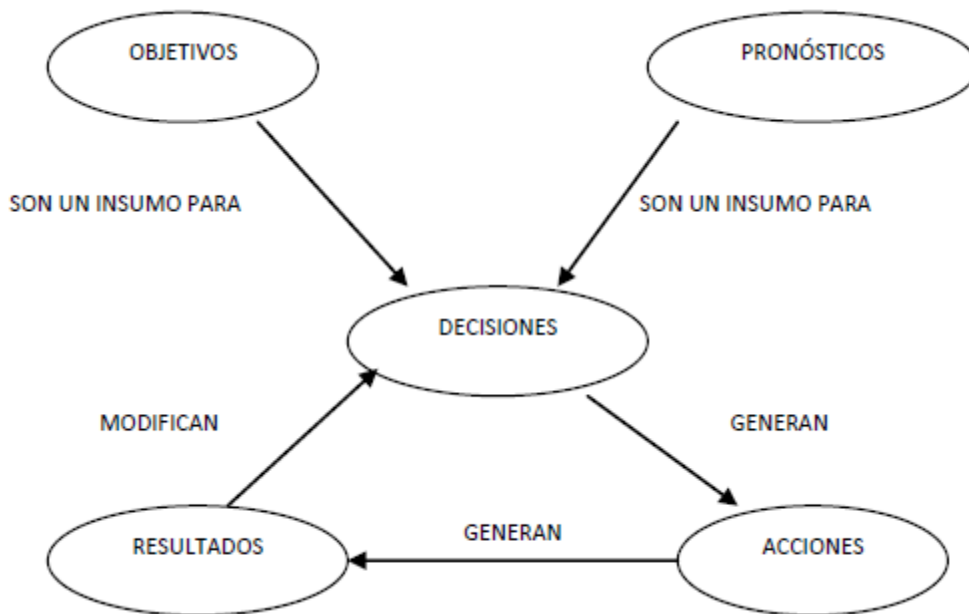 OBJETIVOS
PRONÓSTICOS
SON UN INSUMO PARA
SON UN INSUMO PARA
DECISIONES
MODIFICAN
GENERAN
RESULTADOS
GENERAN
ACCIONES